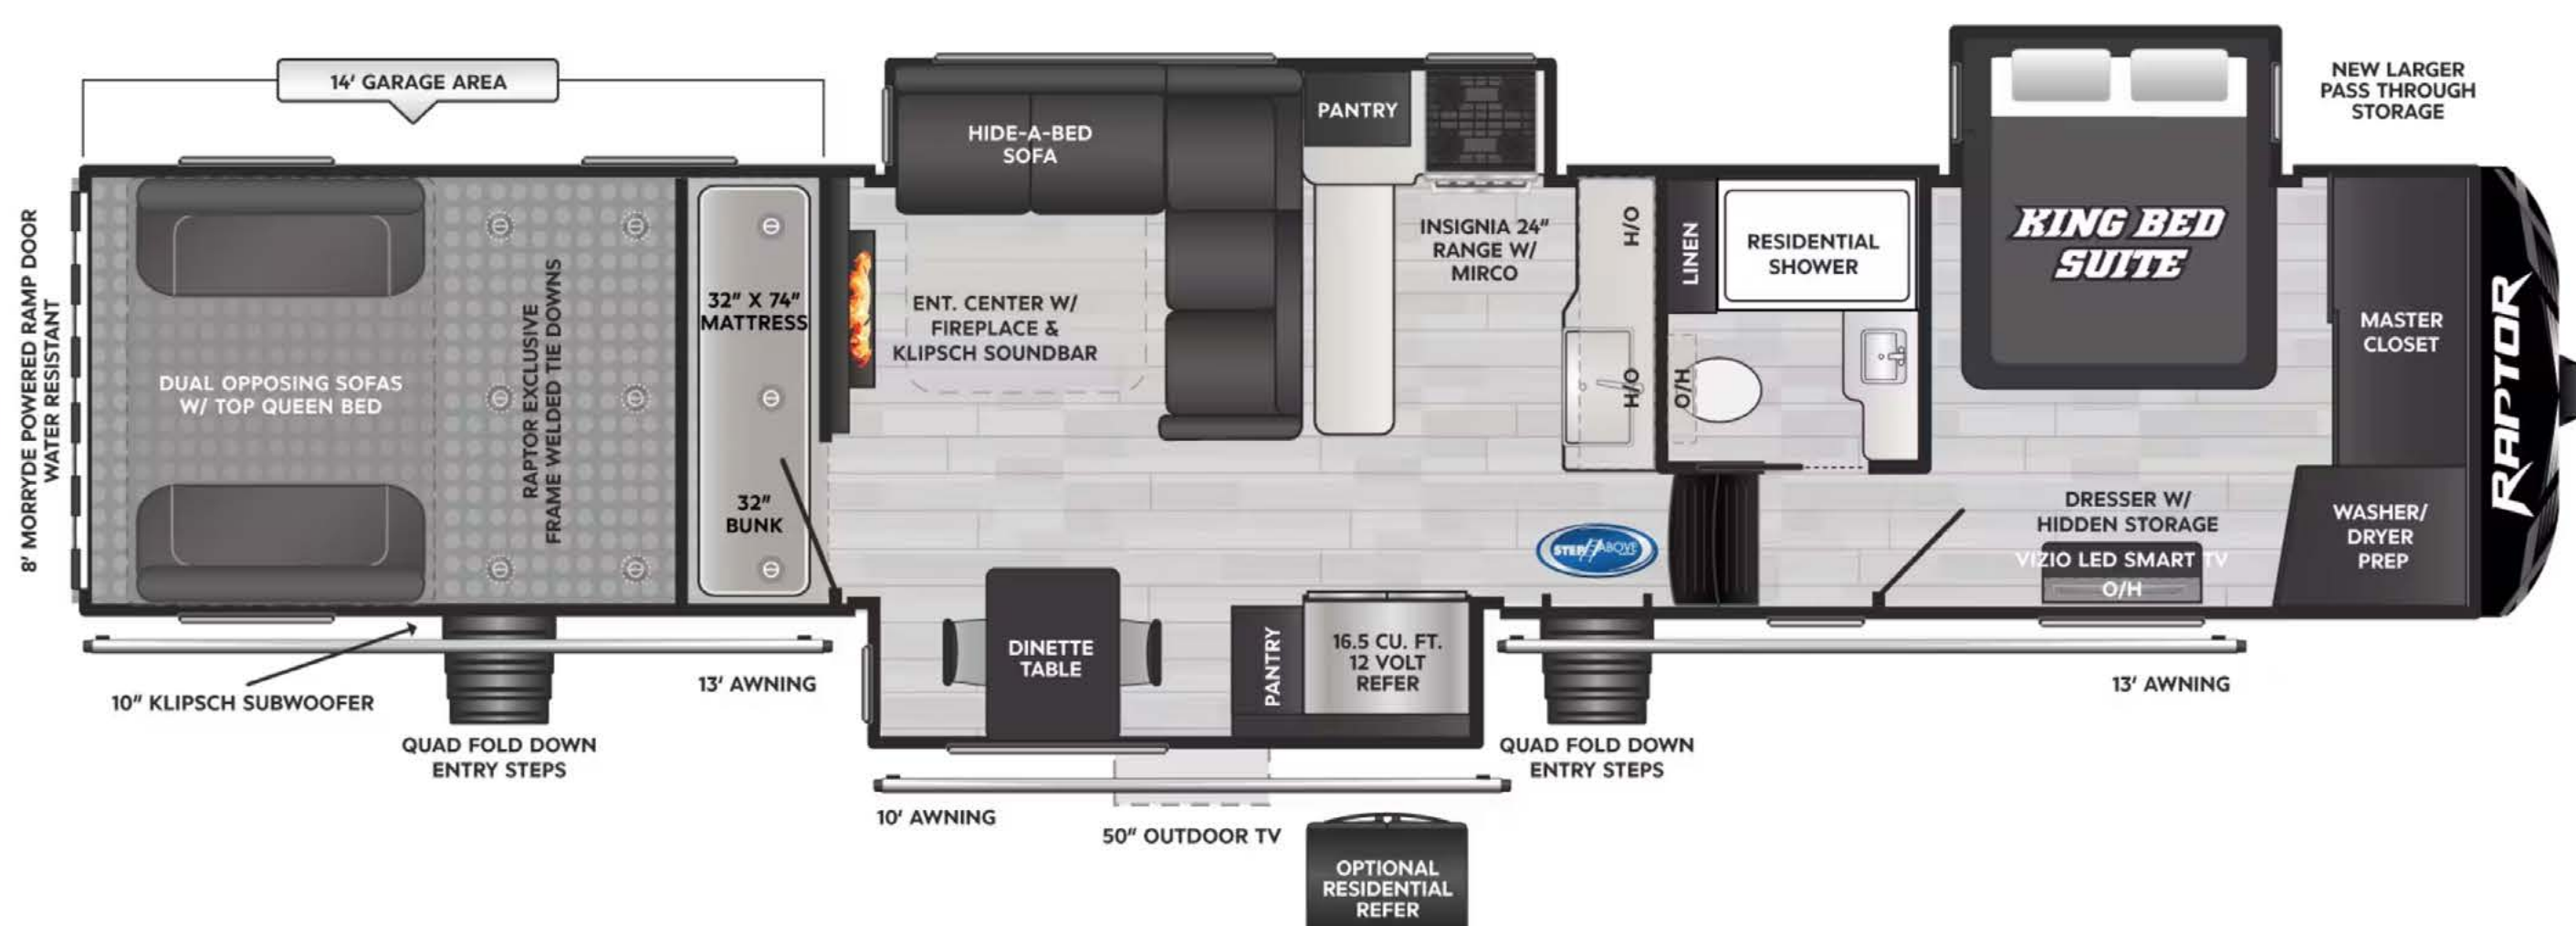 14' GARAGE AREA
8' MORRYDE POWERED RAMP DOOR
WATER RESISTANT
DUAL OPPOSING SOFAS
W/ TOP QUEEN BED
RAPTOR EXCLUSIVE
FRAME WELDED TIE DOWNS
32" X 74"
MATTRESS
32"
BUNK
HIDE-A-BED
SOFA
ENT. CENTER W/
FIREPLACE &
KLIPSCH SOUNDBAR
PANTRY
INSIGNIA 24"
RANGE W/
MIRCO
O/H
O/H
LINEN
RESIDENTIAL
SHOWER
O/H
KING BED
SUITE
NEW LARGER
PASS THROUGH
STORAGE
MASTER
CLOSET
RAPTOR
DRESSER W/
HIDDEN STORAGE
VIZIO LED SMART TV
O/H
WASHER/
DRYER
PREP
STEP ABOVE
DINETTE
TABLE
PANTRY
16.5 CU. FT.
12 VOLT
REFER
10" KLIPSCH SUBWOOFER
13' AWNING
13' AWNING
QUAD FOLD DOWN
ENTRY STEPS
QUAD FOLD DOWN
ENTRY STEPS
10' AWNING
50" OUTDOOR TV
OPTIONAL
RESIDENTIAL
REFER